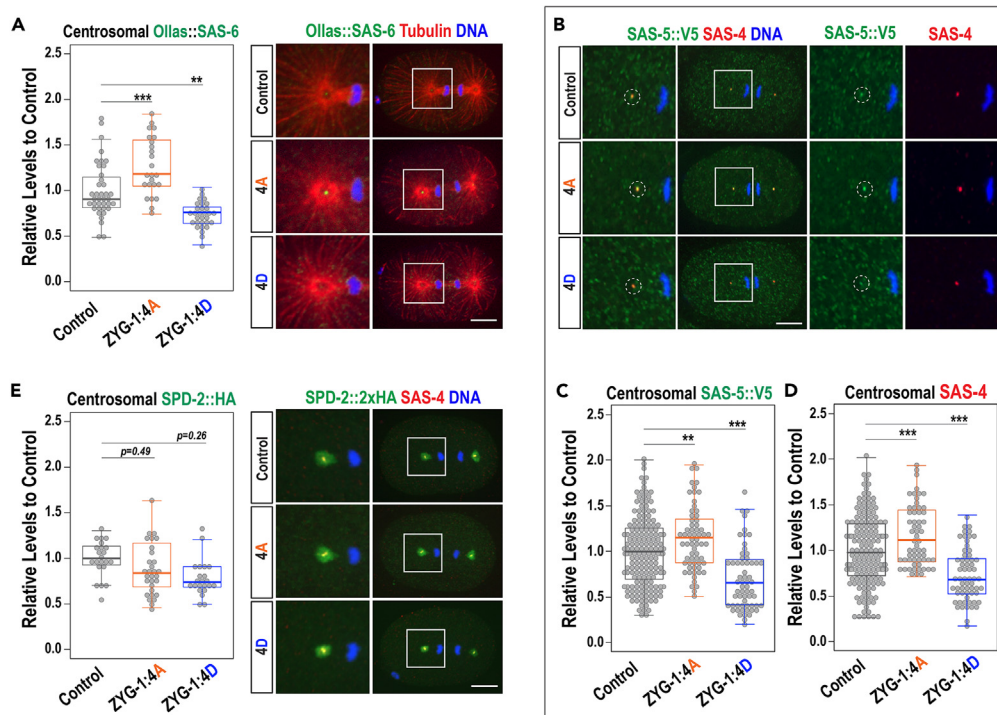 A
Centrosomal Ollas::SAS-6
Relative Levels to Control
2.0
1.5
1.0
0.5
0.0
**
***
Control
ZYG-1:4A
ZYG-1:4D
Ollas::SAS-6 Tubulin DNA
Control
4A
4D
B
SAS-5::V5 SAS-4 DNA
SAS-5::V5
SAS-4
Control
4A
4D
E
Centrosomal SPD-2::HA
Relative Levels to Control
2.5
2.0
1.5
1.0
0.5
0.0
p=0.26
p=0.49
Control
ZYG-1:4A
ZYG-1:4D
SPD-2::2xHA SAS-4 DNA
Control
4A
4D
C
Centrosomal SAS-5::V5
Relative Levels to Control
2.5
2.0
1.5
1.0
0.5
0.0
***
**
Control
ZYG-1:4A
ZYG-1:4D
D
Centrosomal SAS-4
Relative Levels to Control
2.5
2.0
1.5
1.0
0.5
0.0
***
***
Control
ZYG-1:4A
ZYG-1:4D